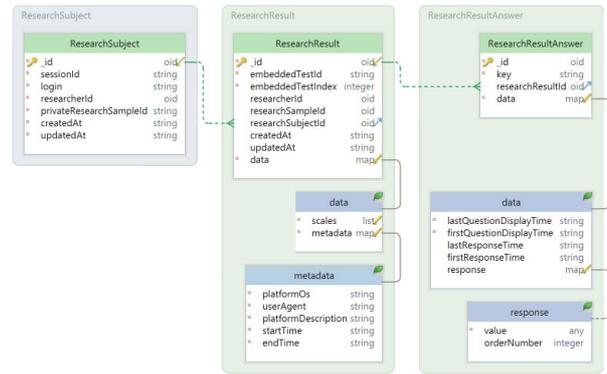 ResearchSubject
ResearchSubject
_id oid
sessionId string
login string
researcherId oid
privateResearchSampleId string
createdAt string
updatedAt string
ResearchResult
ResearchResult
_id oid
embeddedTestId string
embeddedTestIndex integer
researcherId oid
researchSampleId oid
researchSubjectId oid
createdAt string
updatedAt string
data map
data
scales list
metadata map
metadata
platformOs string
userAgent string
platformDescription string
startTime string
endTime string
ResearchResultAnswer
ResearchResultAnswer
_id oid
key string
researchResultId oid
data map
data
lastQuestionDisplayTime string
firstQuestionDisplayTime string
lastResponseTime string
firstResponseTime string
response map
response
value any
orderNumber integer